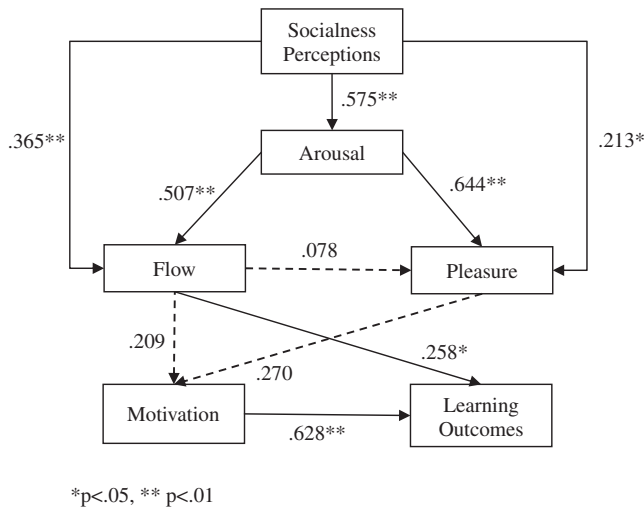 Socialness
Perceptions
.575**
.365**
.213*
Arousal
.507**
.644**
Flow
.078
Pleasure
.209
.270
.258*
Motivation
.628**
Learning
Outcomes
*p<.05, ** p<.01